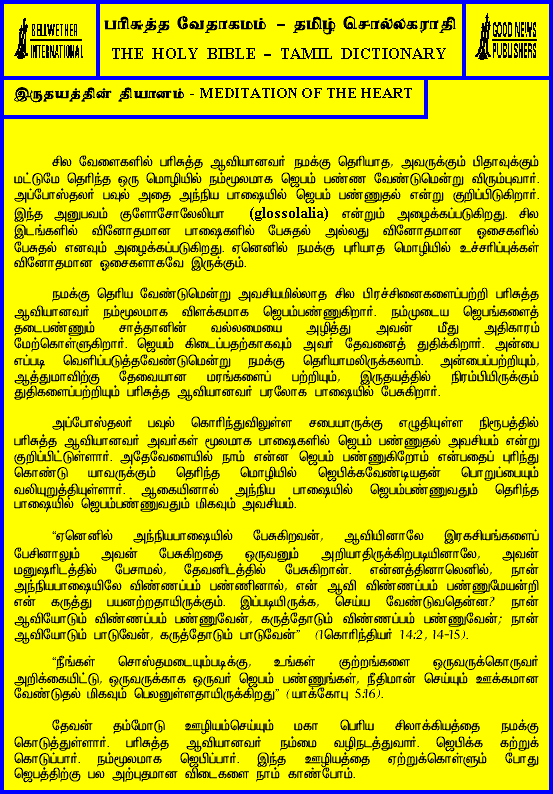 BELLWETHER
INTERNATIONAL
பரிசுத்த வேதாகமம் – தமிழ் சொல்லகராதி
THE HOLY BIBLE – TAMIL DICTIONARY
GOOD NEWS
PUBLISHERS
இருதயத்தின் தியானம் - MEDITATION OF THE HEART
சில வேளைகளில் பரிசுத்த ஆவியானவர் நமக்கு தெரியாத, அவருக்கும் பிதாவுக்கும்
மட்டுமே தெரிந்த ஒரு மொழியில் நம்மூலமாக ஜெபம் பண்ண வேண்டுமென்று விரும்புவார்.
அப்போஸ்தலர் பவுல் அதை அந்நிய பாஷையில் ஜெபம் பண்ணுதல் என்று குறிப்பிடுகிறார்.
இந்த அனுபவம் குளோசோலேலியா (glossolalia) என்றும் அழைக்கப்படுகிறது. சில
இடங்களில் வினோதமான பாஷைகளில் பேசுதல் அல்லது வினோதமான ஓசைகளில்
பேசுதல் எனவும் அழைக்கப்படுகிறது. ஏனெனில் நமக்கு புரியாத மொழியில் உச்சரிப்புக்கள்
வினோதமான ஓசைகளாகவே இருக்கும்.
நமக்கு தெரிய வேண்டுமென்று அவசியமில்லாத சில பிரச்சினைகளைப்பற்றி பரிசுத்த
ஆவியானவர் நம்மூலமாக விளக்கமாக ஜெபம்பண்ணுகிறார். நம்முடைய ஜெபங்களைத்
தடைபண்ணும் சாத்தானின் வல்லமையை அழித்து அவன் மீது அதிகாரம்
மேற்கொள்ளுகிறார். ஜெயம் கிடைப்பதற்காகவும் அவர் தேவனைத் துதிக்கிறார். அன்பை
எப்படி வெளிப்படுத்தவேண்டுமென்று நமக்கு தெரியாமலிருக்கலாம். அன்பைப்பற்றியும்,
ஆத்துமாவிற்கு தேவையான மரங்களைப் பற்றியும், இருதயத்தில் நிரம்பியிருக்கும்
துதிகளைப்பற்றியும் பரிசுத்த ஆவியானவர் பரலோக பாஷையில் பேசுகிறார்.
அப்போஸ்தலர் பவுல் கொரிந்துவிலுள்ள சபையாருக்கு எழுதியுள்ள நிரூபத்தில்
பரிசுத்த ஆவியானவர் அவர்கள் மூலமாக பாஷைகளில் ஜெபம் பண்ணுதல் அவசியம் என்று
குறிப்பிட்டுள்ளார். அதேவேளையில் நாம் என்ன ஜெபம் பண்ணுகிறோம் என்பதைப் புரிந்து
கொண்டு யாவருக்கும் தெரிந்த மொழியில் ஜெபிக்கவேண்டியதன் பொறுப்பையும்
வலியுறுத்தியுள்ளார். ஆகையினால் அந்நிய பாஷையில் ஜெபம்பண்ணுவதும் தெரிந்த
பாஷையில் ஜெபம்பண்ணுவதும் மிகவும் அவசியம்.
“ஏனெனில் அந்நியபாஷையில் பேசுகிறவன், ஆவியினாலே இரகசியங்களைப்
பேசினாலும் அவன் பேசுகிறதை ஒருவனும் அறியாதிருக்கிறபடியினாலே, அவன்
மனுஷரிடத்தில் பேசாமல், தேவனிடத்தில் பேசுகிறான். என்னத்தினாலெனில், நான்
அந்நியபாஷையிலே விண்ணப்பம் பண்ணினால், என் ஆவி விண்ணப்பம் பண்ணுமேயன்றி
என் கருத்து பயனற்றதாயிருக்கும். இப்படியிருக்க, செய்ய வேண்டுவதென்ன? நான்
ஆவியோடும் விண்ணப்பம் பண்ணுவேன், கருத்தோடும் விண்ணப்பம் பண்ணுவேன்; நான்
ஆவியோடும் பாடுவேன், கருத்தோடும் பாடுவேன்” (1கொரிந்தியர் 14:2, 14-15).
“நீங்கள் சொஸ்தமடையும்படிக்கு, உங்கள் குற்றங்களை ஒருவருக்கொருவர்
அறிக்கையிட்டு, ஒருவருக்காக ஒருவர் ஜெபம் பண்ணுங்கள், நீதிமான் செய்யும் ஊக்கமான
வேண்டுதல் மிகவும் பெலனுள்ளதாயிருக்கிறது” (யாக்கோபு 5:16).
தேவன் தம்மோடு ஊழியம்செய்யும் மகா பெரிய சிலாக்கியத்தை நமக்கு
கொடுத்துள்ளார். பரிசுத்த ஆவியானவர் நம்மை வழிநடத்துவார். ஜெபிக்க கற்றுக்
கொடுப்பார். நம்மூலமாக ஜெபிப்பார். இந்த ஊழியத்தை ஏற்றுக்கொள்ளும் போது
ஜெபத்திற்கு பல அற்புதமான விடைகளை நாம் காண்போம்.